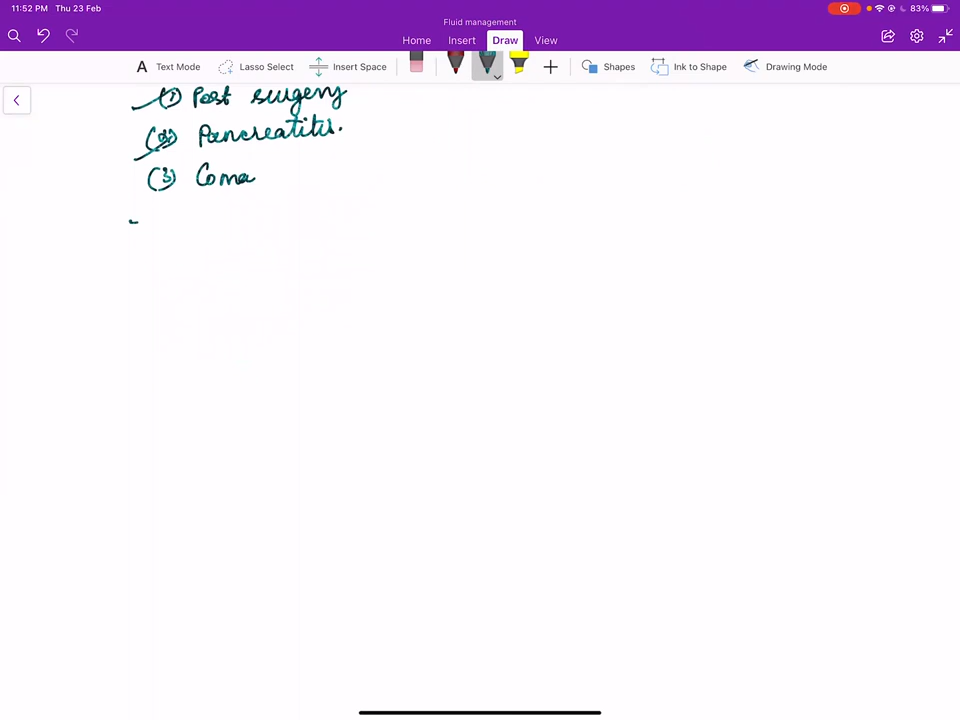 11:52 PM Thu 23 Feb 83%
Fluid management
Home Insert Draw View
A Text Mode Lasso Select Insert Space Shapes Ink to Shape Drawing Mode
(1) Post surgery
(2) Pancreatitis.
(3) Coma